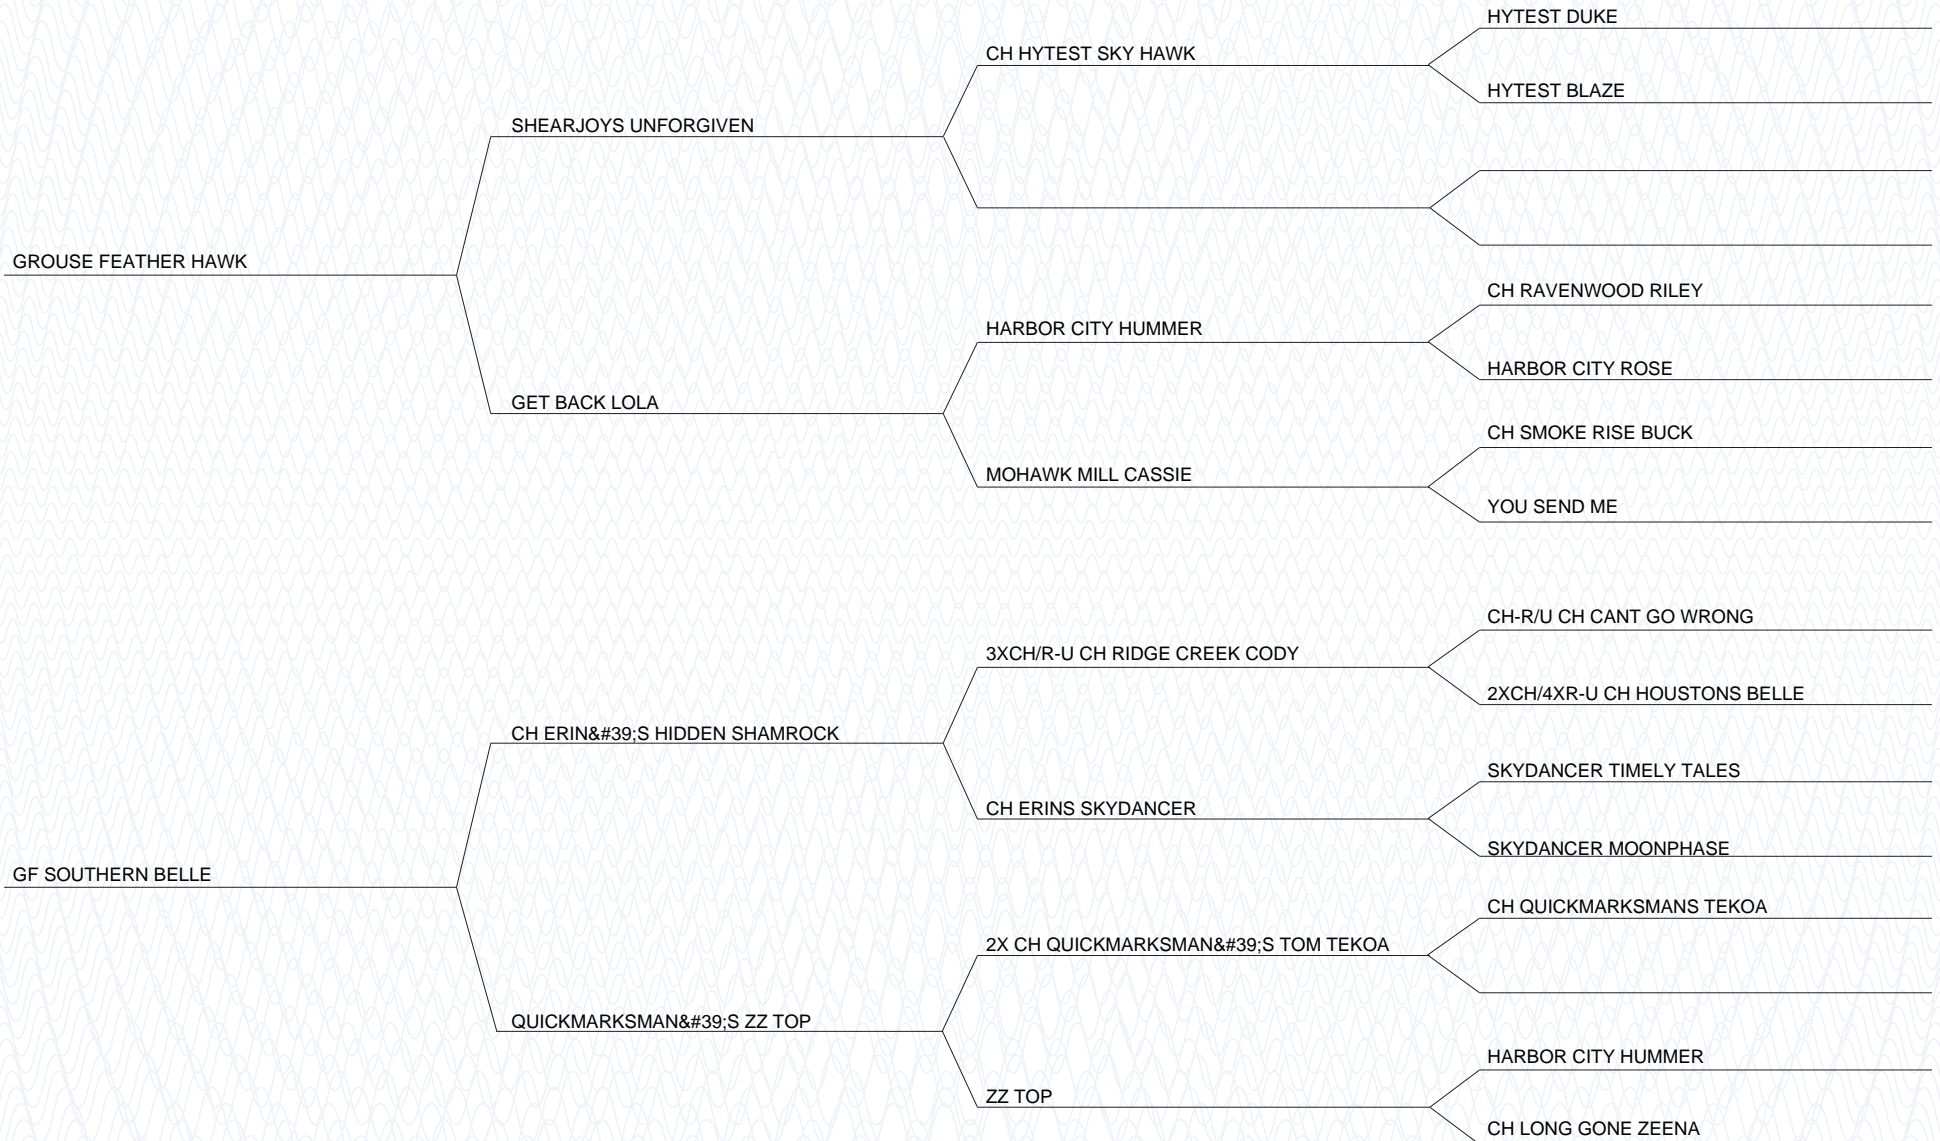 HYTEST DUKE
CH HYTEST SKY HAWK
HYTEST BLAZE
SHEARJOYS UNFORGIVEN
GROUSE FEATHER HAWK
CH RAVENWOOD RILEY
HARBOR CITY HUMMER
HARBOR CITY ROSE
GET BACK LOLA
CH SMOKE RISE BUCK
MOHAWK MILL CASSIE
YOU SEND ME
CH-R/U CH CANT GO WRONG
3XCH/R-U CH RIDGE CREEK CODY
2XCH/4XR-U CH HOUSTONS BELLE
CH ERIN&#39;S HIDDEN SHAMROCK
SKYDANCER TIMELY TALES
CH ERINS SKYDANCER
SKYDANCER MOONPHASE
GF SOUTHERN BELLE
CH QUICKMARKSMANS TEKOA
2X CH QUICKMARKSMAN&#39;S TOM TEKOA
QUICKMARKSMAN&#39;S ZZ TOP
HARBOR CITY HUMMER
ZZ TOP
CH LONG GONE ZEENA